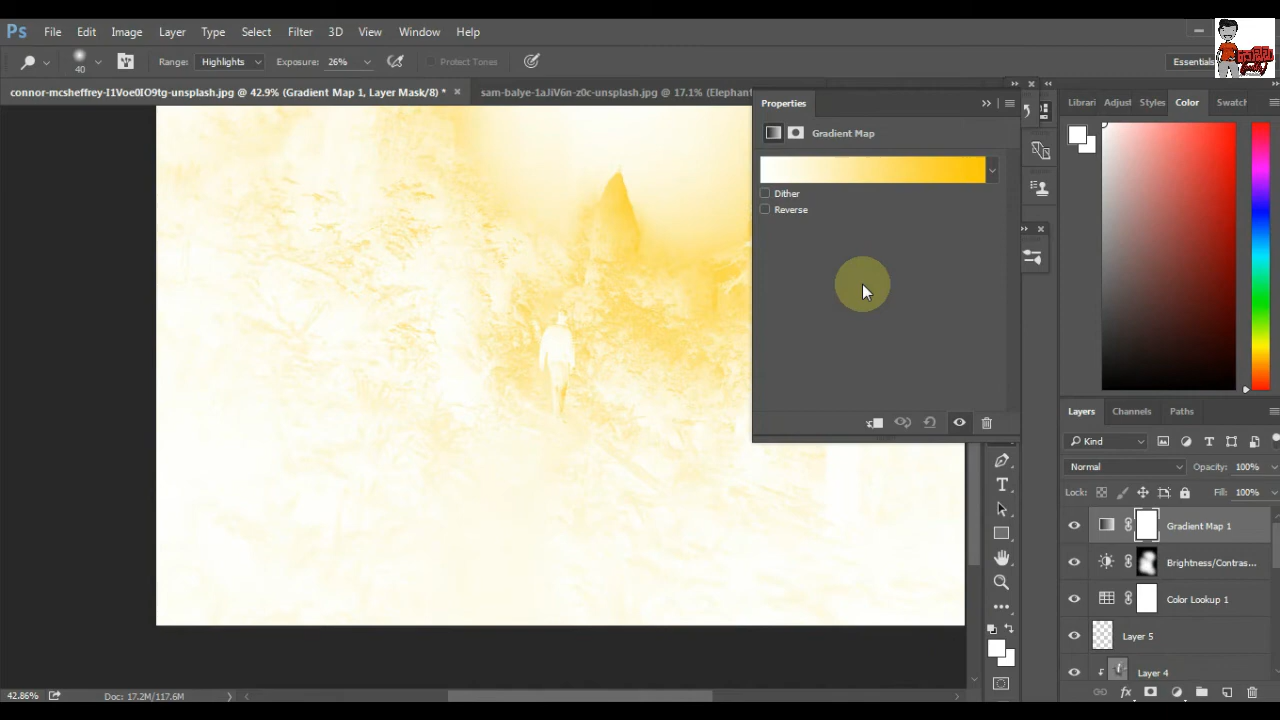 Ps File Edit Image Layer Type Select Filter 3D View Window Help
40 Range: Highlights Exposure: 26% Protect Tones Essentials
connor-mcsheffrey-I1Voe0IO9tg-unsplash.jpg @ 42.9% (Gradient Map 1, Layer Mask/8) * × sam-balye-1aJiV6n-z0c-unsplash.jpg @ 17.1% (Elephant
Properties
Gradient Map
Dither
Reverse
Librari Adjust Styles Color Swatch
Layers Channels Paths
Kind
Normal Opacity: 100%
Lock: Fill: 100%
Gradient Map 1
Brightness/Contras...
Color Lookup 1
Layer 5
Layer 4
42.86% Doc: 17.2M/117.6M